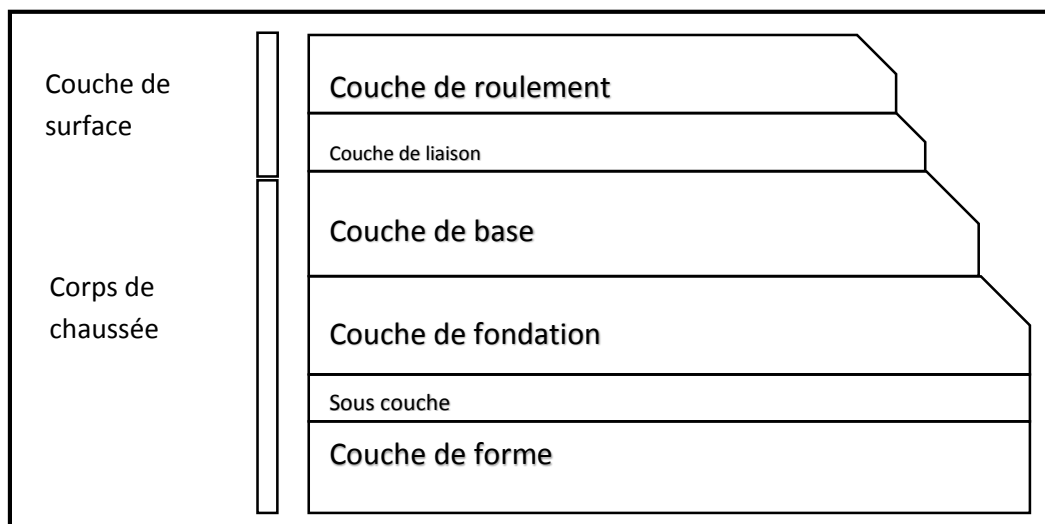 Couche de
surface
Couche de roulement
Couche de liaison
Couche de base
Corps de
chaussée
Couche de fondation
Sous couche
Couche de forme